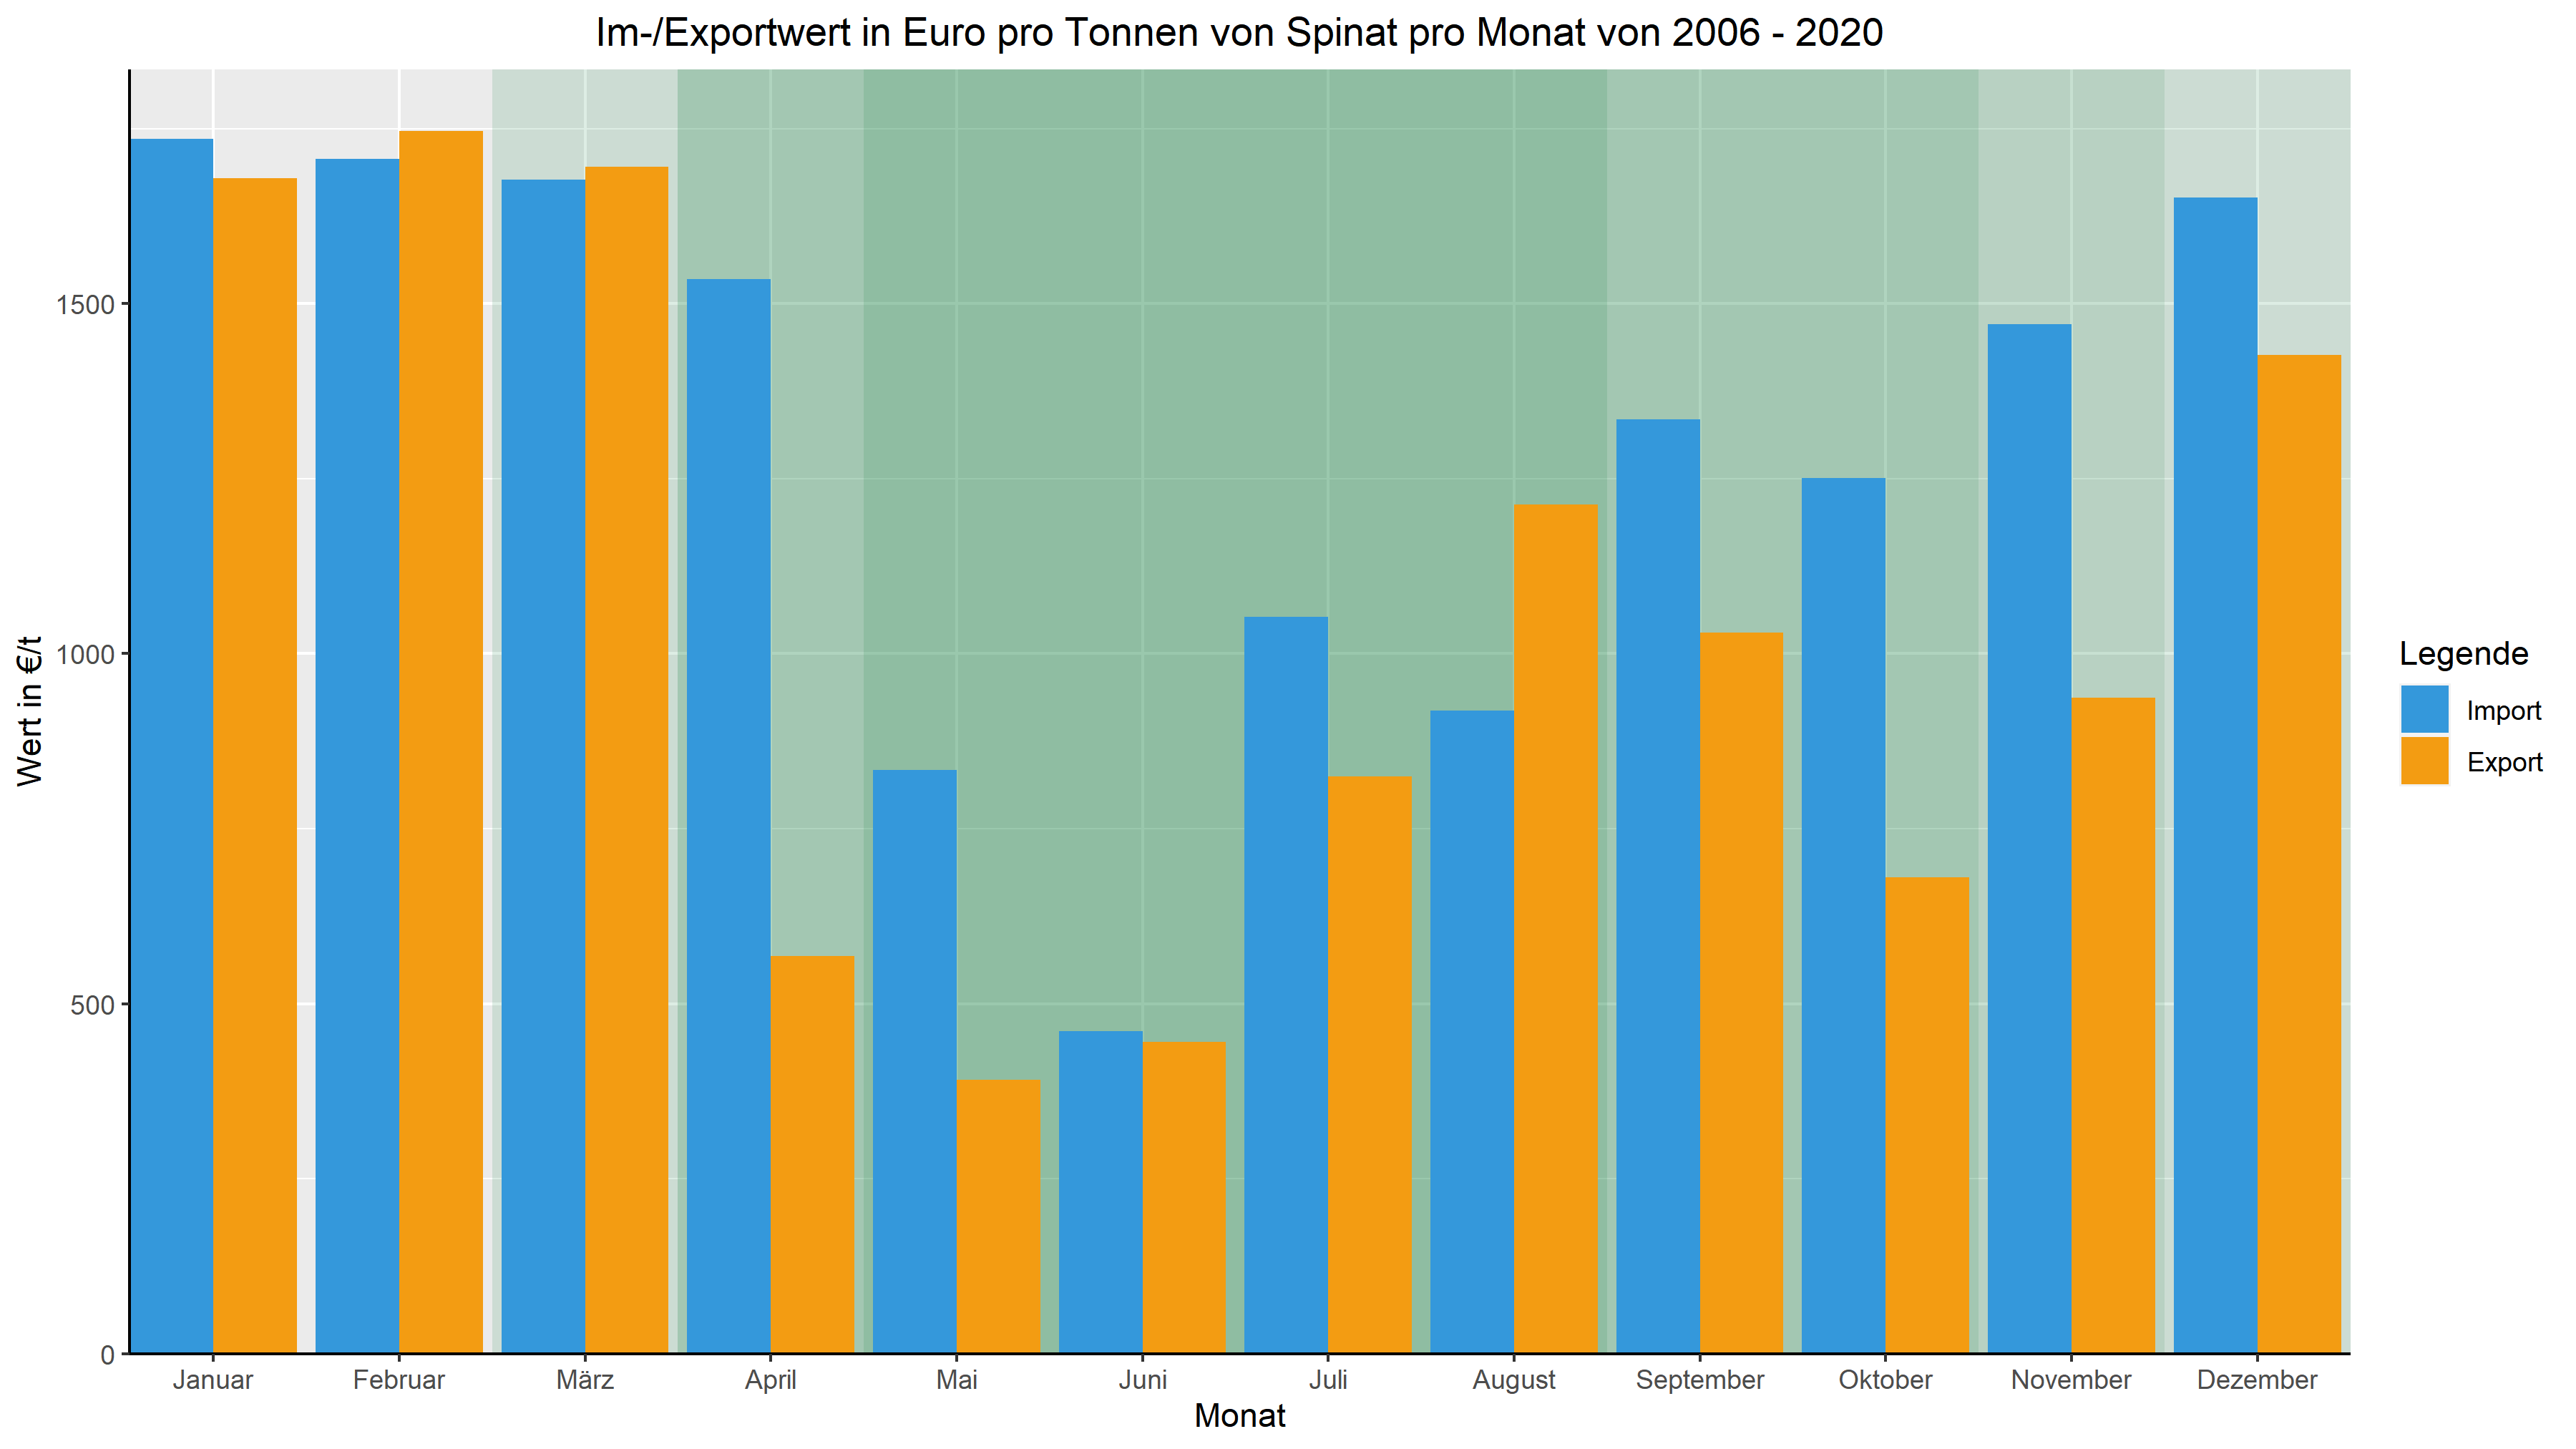 Im-/Exportwert in Euro pro Tonnen von Spinat pro Monat von 2006 - 2020
Wert in €/t
1500
1000
500
0
Januar Februar März April Mai Juni Juli August September Oktober November Dezember
Monat
Legende
Import
Export